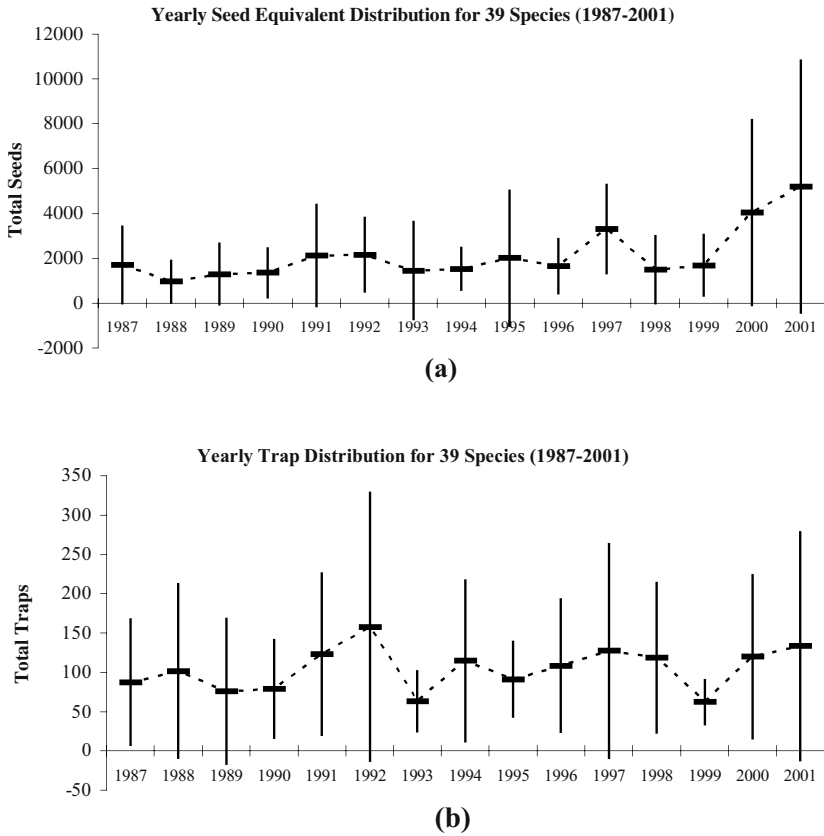 Yearly Seed Equivalent Distribution for 39 Species (1987-2001)
12000
10000
8000
6000
4000
2000
0
-2000
Total Seeds
1987 1988 1989 1990 1991 1992 1993 1994 1995 1996 1997 1998 1999 2000 2001
(a)
Yearly Trap Distribution for 39 Species (1987-2001)
350
300
250
200
150
100
50
0
-50
Total Traps
1987 1988 1989 1990 1991 1992 1993 1994 1995 1996 1997 1998 1999 2000 2001
(b)